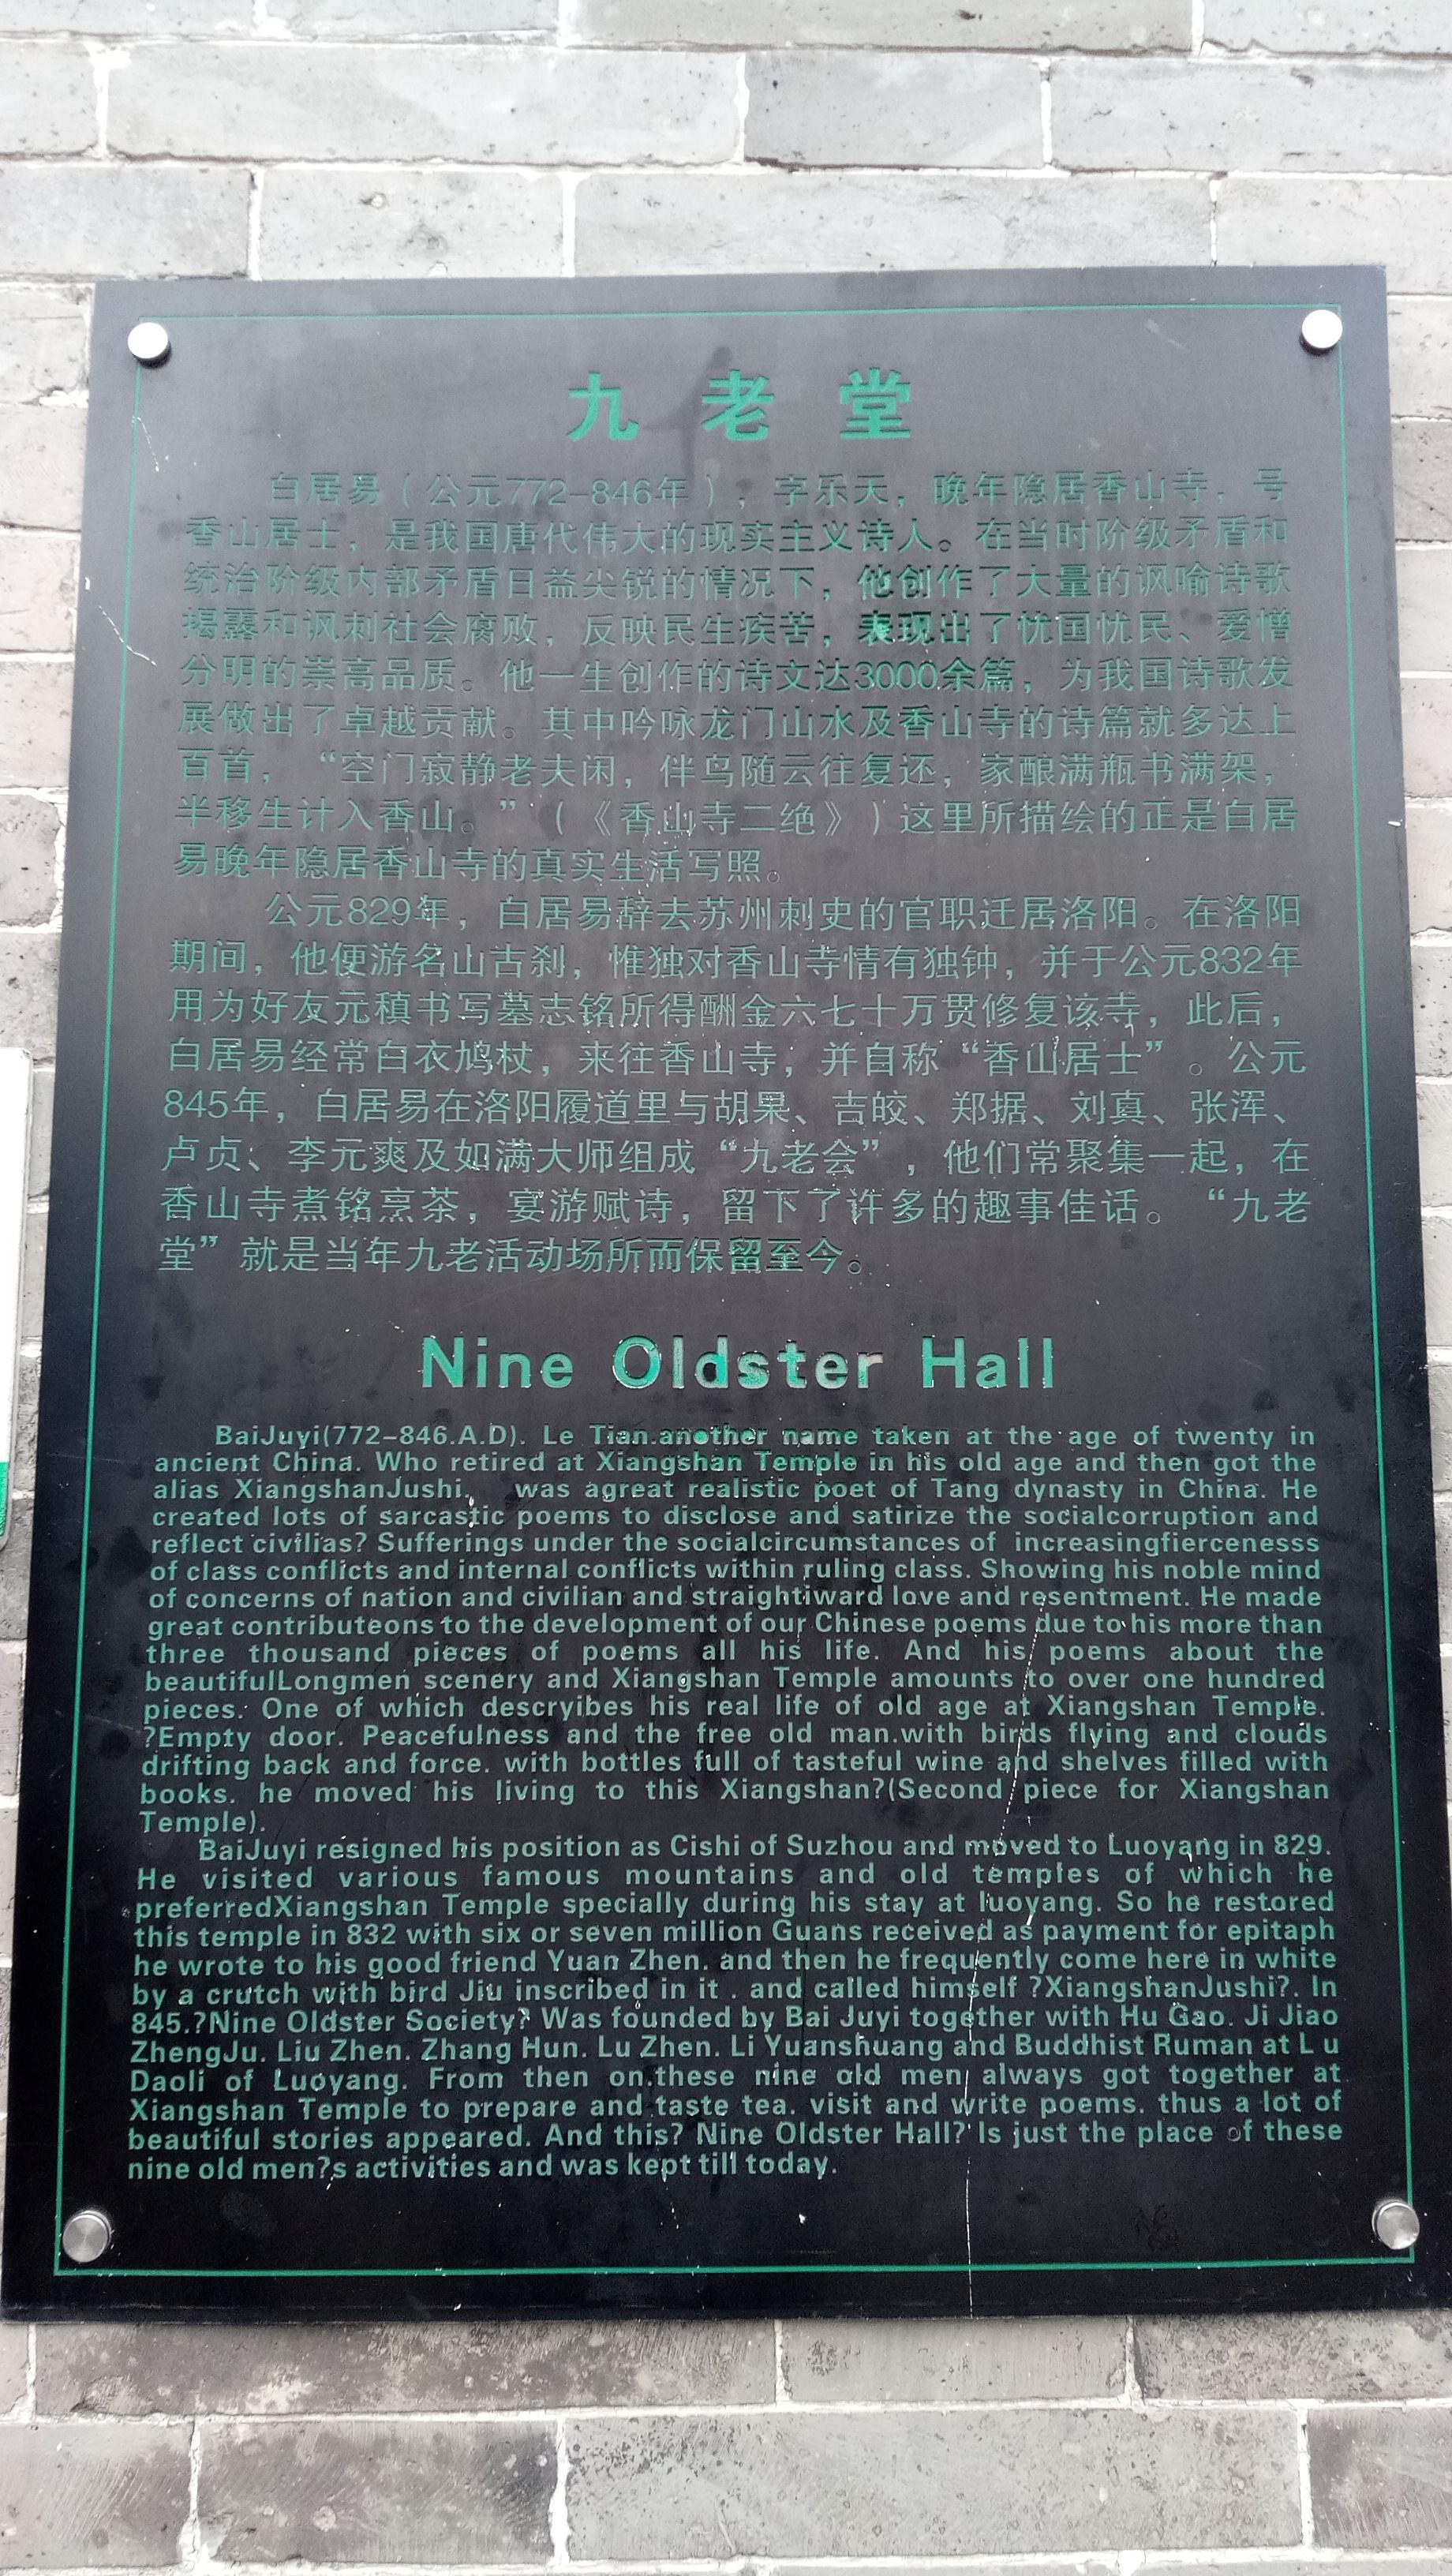 九老堂
白居易（公元772-846年），字乐天，晚年隐居香山寺，号
香山居士，是我国唐代伟大的现实主义诗人。在当时阶级矛盾和
统治阶级内部矛盾日益尖锐的情况下，他创作了大量的讽喻诗歌
揭露和讽刺社会腐败，反映民生疾苦，表现出了忧国忧民、爱憎
分明的崇高品质。他一生创作的诗文达3000余篇，为我国诗歌发
展做出了卓越贡献。其中吟咏龙门山水及香山寺的诗篇就多达上
百首，“空门寂静老夫闲，伴鸟随云往复还，家酿满瓶书满架，
半移生计入香山。”（《香山寺二绝》）这里所描绘的正是白居
易晚年隐居香山寺的真实生活写照。
公元829年，白居易辞去苏州刺史的官职迁居洛阳。在洛阳
期间，他便游名山古刹，惟独对香山寺情有独钟，并于公元832年
用为好友元稹书写墓志铭所得酬金六七十万贯修复该寺，此后，
白居易经常白衣鸠杖，来往香山寺，并自称“香山居士”。公元
845年，白居易在洛阳履道里与胡果、吉皎、郑据、刘真、张浑、
卢贞、李元爽及如满大师组成“九老会”，他们常聚集一起，在
香山寺煮铭烹茶，宴游赋诗，留下了许多的趣事佳话。“九老
堂”就是当年九老活动场所而保留至今。
Nine Oldster Hall
BaiJuyi(772-846.A.D). Le Tian.another name taken at the age of twenty in
ancient China. Who retired at Xiangshan Temple in his old age and then got the
alias XiangshanJushi. was agreat realistic poet of Tang dynasty in China. He
created lots of sarcastic poems to disclose and satirize the socialcorruption and
reflect civilias? Sufferings under the socialcircumstances of increasingfiercenesss
of class conflicts and internal conflicts within ruling class. Showing his noble mind
of concerns of nation and civilian and straightiward love and resentment. He made
great contributeons to the development of our Chinese poems due to his more than
three thousand pieces of poems all his life. And his poems about the
beautifulLongmen scenery and Xiangshan Temple amounts to over one hundred
pieces. One of which descryibes his real life of old age at Xiangshan Temple.
?Empty door. Peacefulness and the free old man.with birds flying and clouds
drifting back and force. with bottles full of tasteful wine and shelves filled with
books. he moved his living to this Xiangshan?(Second piece for Xiangshan
Temple).
BaiJuyi resigned his position as Cishi of Suzhou and moved to Luoyang in 829.
He visited various famous mountains and old temples of which he
preferredXiangshan Temple specially during his stay at luoyang. So he restored
this temple in 832 with six or seven million Guans received as payment for epitaph
he wrote to his good friend Yuan Zhen. and then he frequently come here in white
by a crutch with bird Jiu inscribed in it . and called himself ?XiangshanJushi?. In
845.?Nine Oldster Society? Was founded by Bai Juyi together with Hu Gao. Ji Jiao
ZhengJu. Liu Zhen. Zhang Hun. Lu Zhen. Li Yuanshuang and Buddhist Ruman at L u
Daoli of Luoyang. From then on.these nine old men always got together at
Xiangshan Temple to prepare and taste tea. visit and write poems. thus a lot of
beautiful stories appeared. And this? Nine Oldster Hall? Is just the place of these
nine old men?s activities and was kept till today.